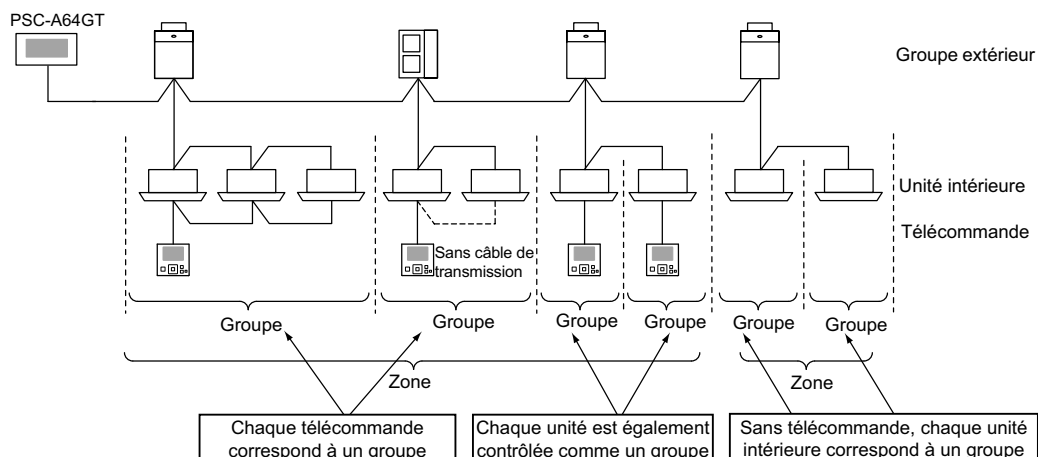 PSC-A64GT
Groupe extérieur
Unité intérieure
Télécommande
Sans câble de
transmission
Groupe
Groupe
Groupe
Groupe
Groupe
Groupe
Zone
Zone
Chaque télécommande
correspond à un groupe
Chaque unité est également
contrôlée comme un groupe
Sans télécommande, chaque unité
intérieure correspond à un groupe